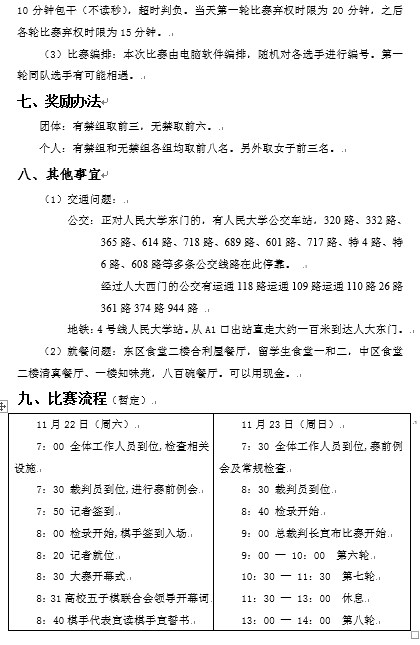 10 分钟包干(不读秒), 超时判负。当天第一轮比赛弃权时限为 20 分钟, 之后
各轮比赛弃权时限为 15 分钟。
(3) 比赛编排: 本次比赛由电脑软件编排, 随机对各选手进行编号。第一
轮同队选手有可能相遇。
七、奖励办法
团体: 有禁组取前三, 无禁取前六。
个人: 有禁组和无禁组各组均取前八名。另外取女子前三名。
八、其他事宜
(1) 交通问题:
公交: 正对人民大学东门的, 有人民大学公交车站, 320 路、332 路、
365 路、614 路、718 路、689 路、601 路、717 路、特 4 路、特
6 路、608 路等多条公交线路在此停靠。
经过人大西门的公交有运通 118 路运通 109 路运通 110 路 26 路
361 路 374 路 944 路
地铁: 4 号线人民大学站。从 A1 口出站直走大约一百米到达人大东门。
(2) 就餐问题: 东区食堂二楼合利屋餐厅, 留学生食堂一和二, 中区食堂
二楼清真餐厅、一楼知味苑, 八百碗餐厅。可以用现金。
九、比赛流程(暂定)
11 月 22 日(周六)
7: 00 全体工作人员到位,检查相关
设施
7: 30 裁判员到位,进行赛前例会
7: 50 记者签到
8: 00 检录开始,棋手签到入场
8: 20 记者就位
8: 30 大赛开幕式
8: 31 高校五子棋联合会领导开幕词
8: 40 棋手代表宣读棋手宣誓书
11 月 23 日(周日)
7: 30 全体工作人员到位,赛前例
会及常规检查
8: 30 裁判员到位
8: 40 检录开始
9: 00 总裁判长宣布比赛开始
9: 00 — 10: 00 第六轮
10: 30 — 11: 30 第七轮
11: 30 — 13: 00 休息
13: 00 — 14: 00 第八轮